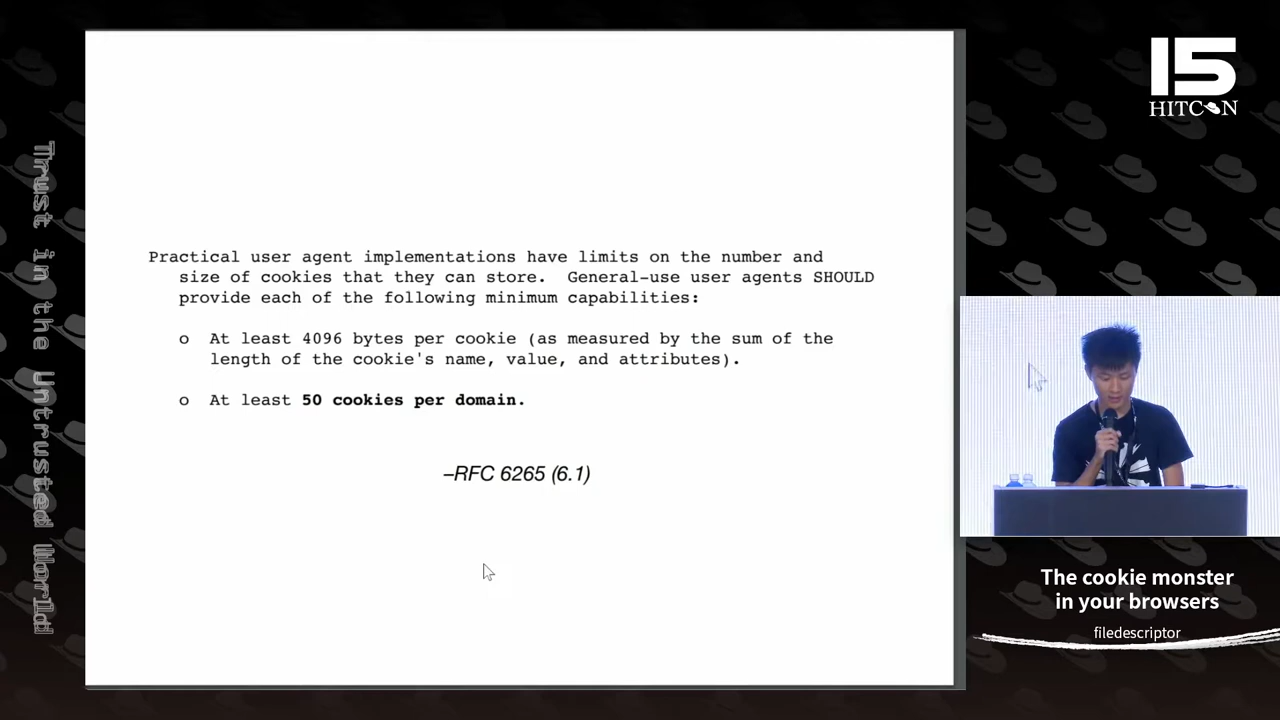 Practical user agent implementations have limits on the number and
size of cookies that they can store. General-use user agents SHOULD
provide each of the following minimum capabilities:
o At least 4096 bytes per cookie (as measured by the sum of the
length of the cookie's name, value, and attributes).
o At least 50 cookies per domain.
–RFC 6265 (6.1)
Trust in the Untrusted World
15
HITCON
The cookie monster
in your browsers
filedescriptor